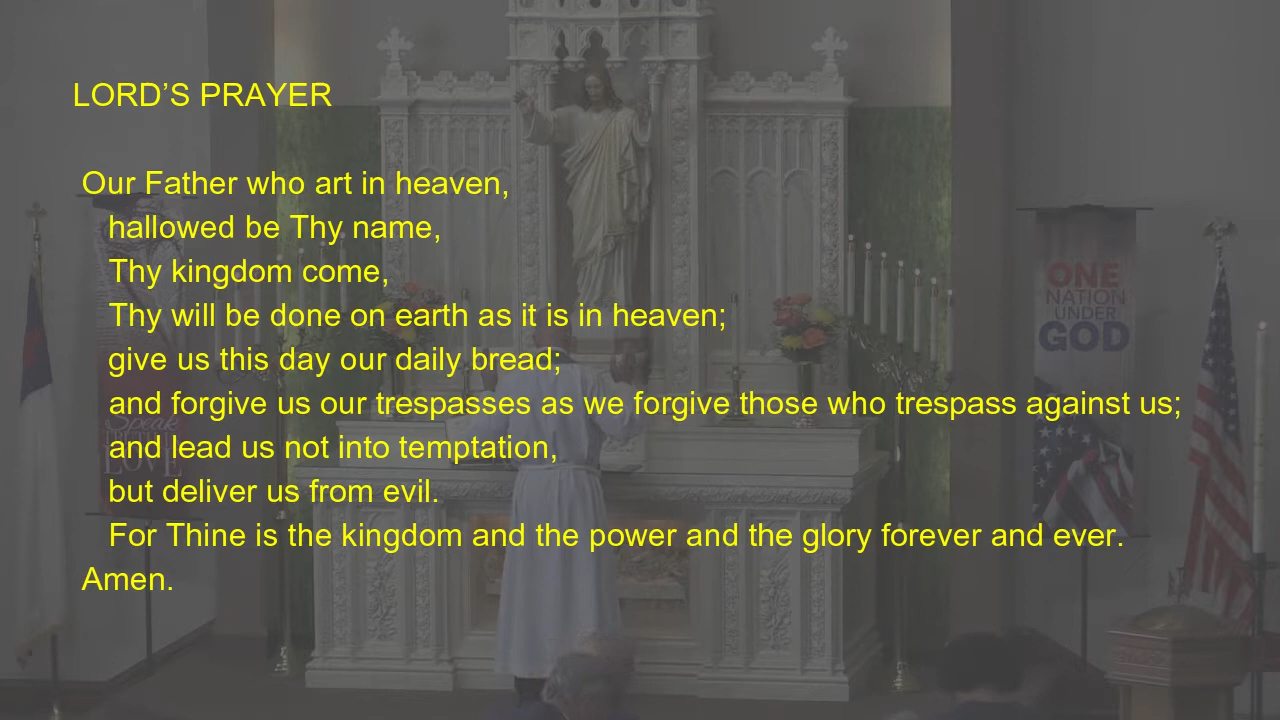 LORD’S PRAYER
Our Father who art in heaven,
hallowed be Thy name,
Thy kingdom come,
Thy will be done on earth as it is in heaven;
give us this day our daily bread;
and forgive us our trespasses as we forgive those who trespass against us;
and lead us not into temptation,
but deliver us from evil.
For Thine is the kingdom and the power and the glory forever and ever.
Amen.
Speak
LOVE
ONE
NATION
UNDER
GOD